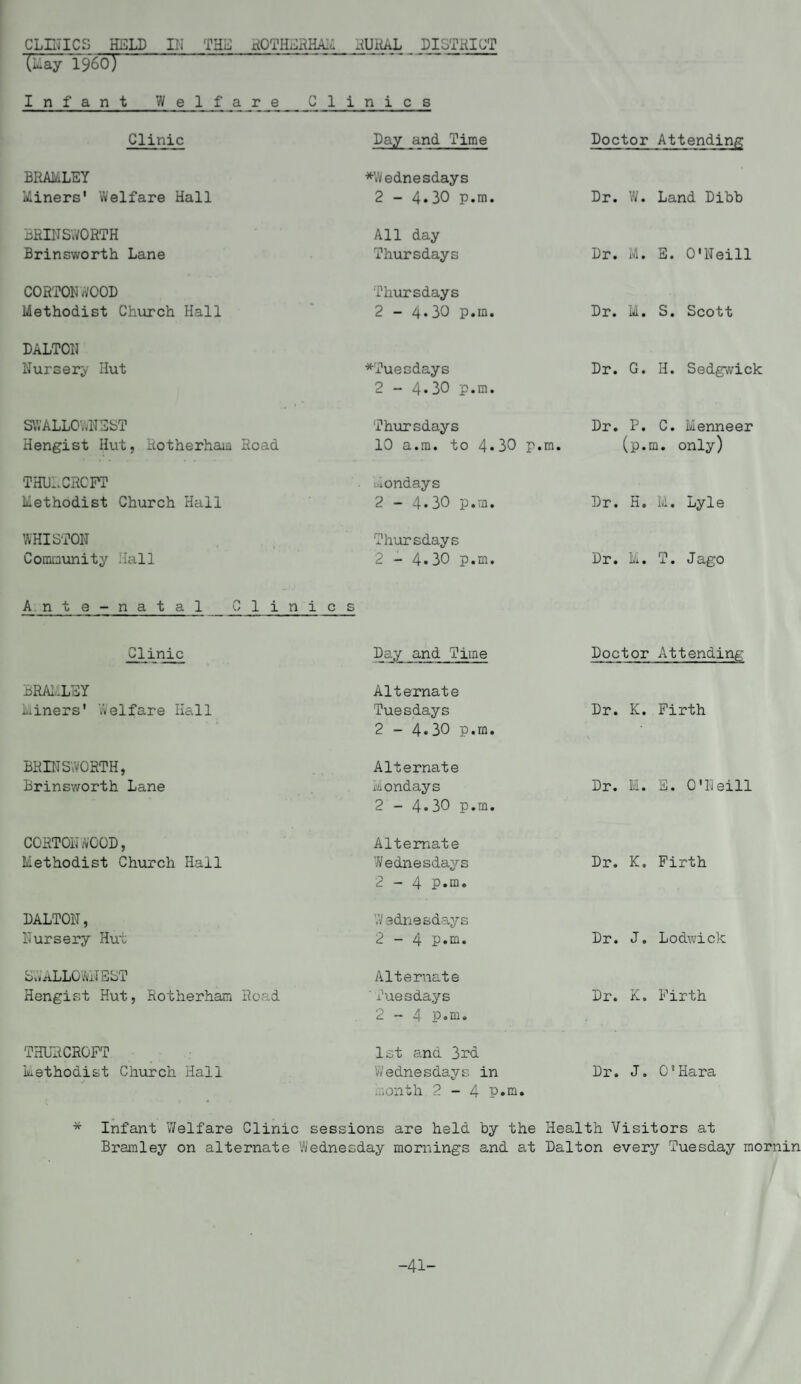 CLINICS HELD IN THE ROTHERHAM RURAL DISTRICT
(May 1960)
Infant Welfare Clinics
Clinic Day and Time Doctor Attending
BRAMLEY *Wednesdays
Miners' Welfare Hall 2 - 4.30 p.m. Dr. W. Land Dibb
BRINSWORTH All day
Brinsworth Lane Thursdays Dr. M. E. O'Neill
CORTONWOOD Thursdays
Methodist Church Hall 2 - 4.30 p.m. Dr. M. S. Scott
DALTON
Nursery Hut *Tuesdays Dr. G. H. Sedgwick
2 - 4.30 p.m.
SWALLOWNEST Thursdays Dr. P. C. Menneer
Hengist Hut, Rotherham Road 10 a.m. to 4.30 p.m. (p.m. only)
THURCROFT Mondays
Methodist Church Hall 2 - 4.30 p.m. Dr. H. M. Lyle
WHISTON Thursdays
Community Hall 2 - 4.30 p.m. Dr. M. T. Jago
Ante-natal Clinics
Clinic Day and Time Doctor Attending
BRAMLEY Alternate
Miners' Welfare Hall Tuesdays Dr. K. Firth
2 - 4.30 p.m.
BRINSWORTH, Alternate
Brinsworth Lane Mondays Dr. M. E. O'Neill
2 - 4.30 p.m.
CORTONWOOD, Alternate
Methodist Church Hall Wednesdays Dr. K. Firth
2 - 4 p.m.
DALTON, Wednesdays
Nursery Hut 2 - 4 p.m. Dr. J. Lodwick
SWALLOWNEST Alternate
Hengist Hut, Rotherham Road Tuesdays Dr. K. Firth
2 - 4 p.m.
THURCROFT 1st and 3rd
Methodist Church Hall Wednesdays in Dr. J. O'Hara
month 2 - 4 p.m.
* Infant Welfare Clinic sessions are held by the Health Visitors at
Bramley on alternate Wednesday mornings and at Dalton every Tuesday mornin
-41-